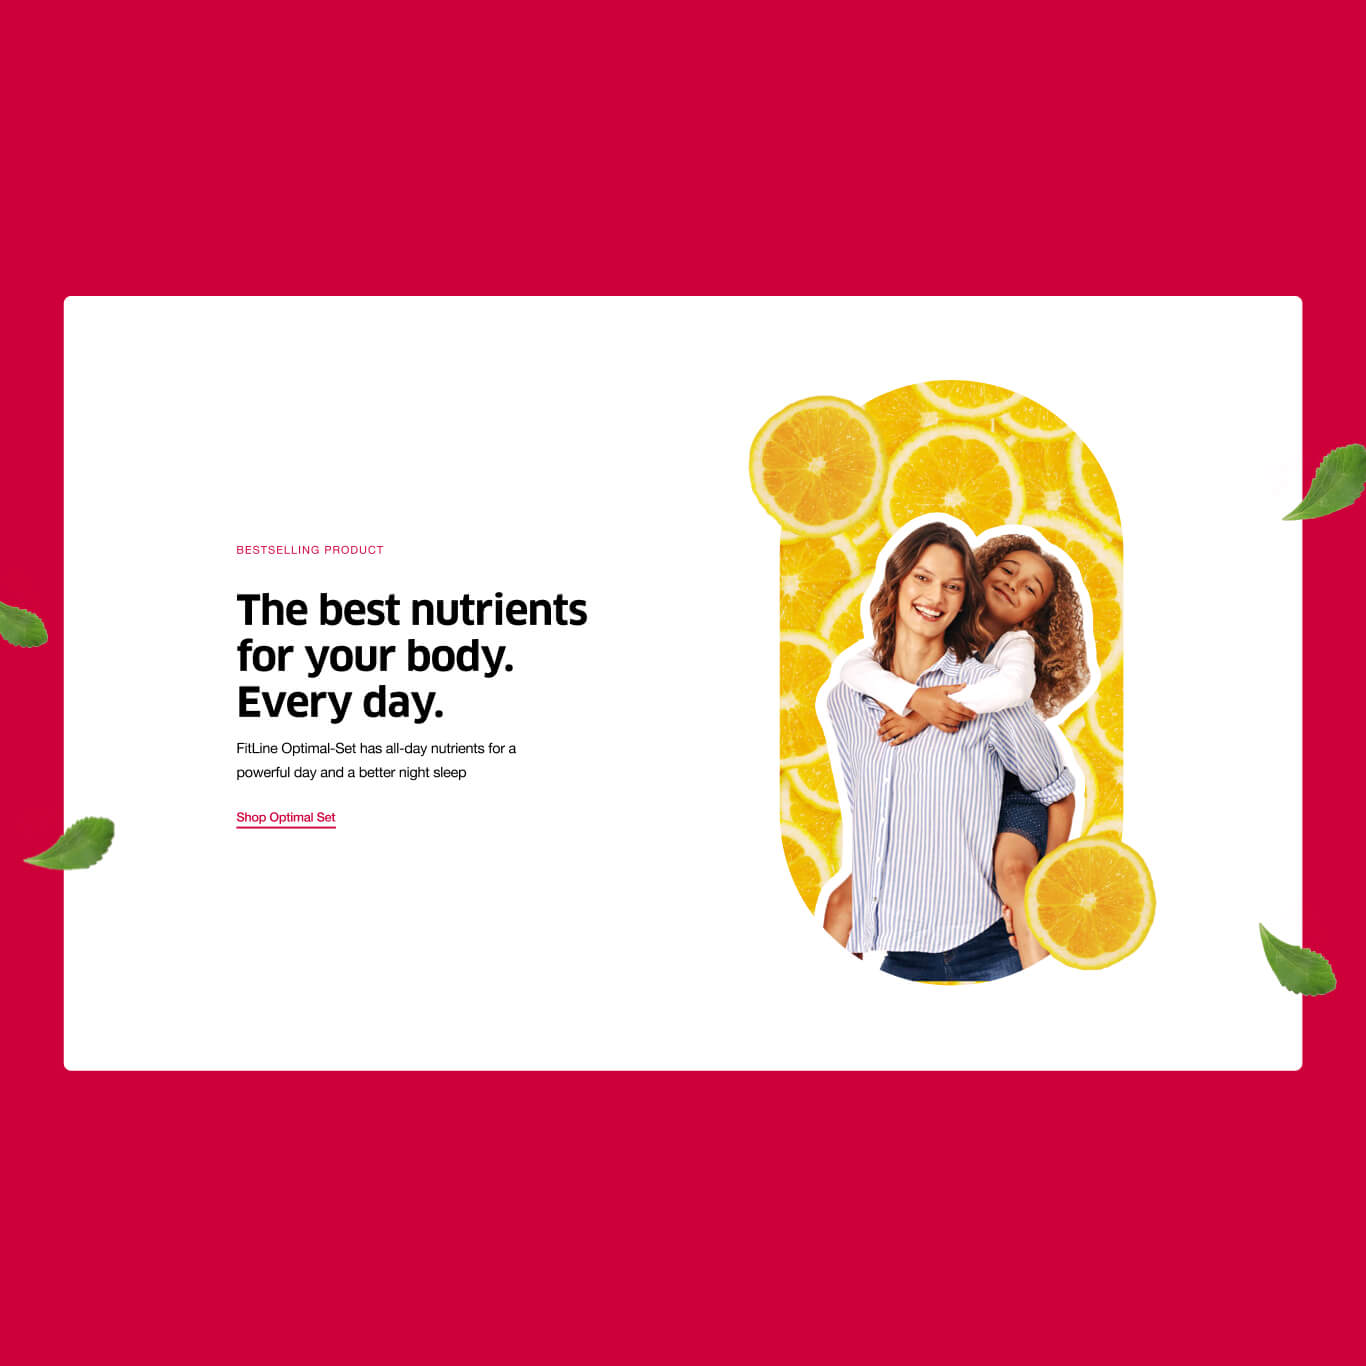 BESTSELLING PRODUCT
The best nutrients
for your body.
Every day.
FitLine Optimal-Set has all-day nutrients for a
powerful day and a better night sleep
Shop Optimal Set